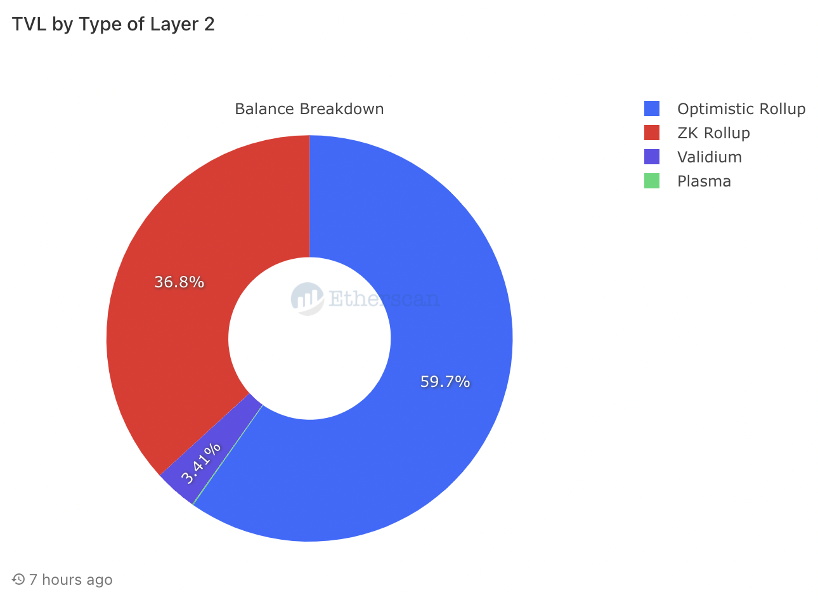 TVL by Type of Layer 2
Balance Breakdown
Optimistic Rollup
ZK Rollup
Validium
Plasma
36.8%
Etherscan
59.7%
3.41%
7 hours ago